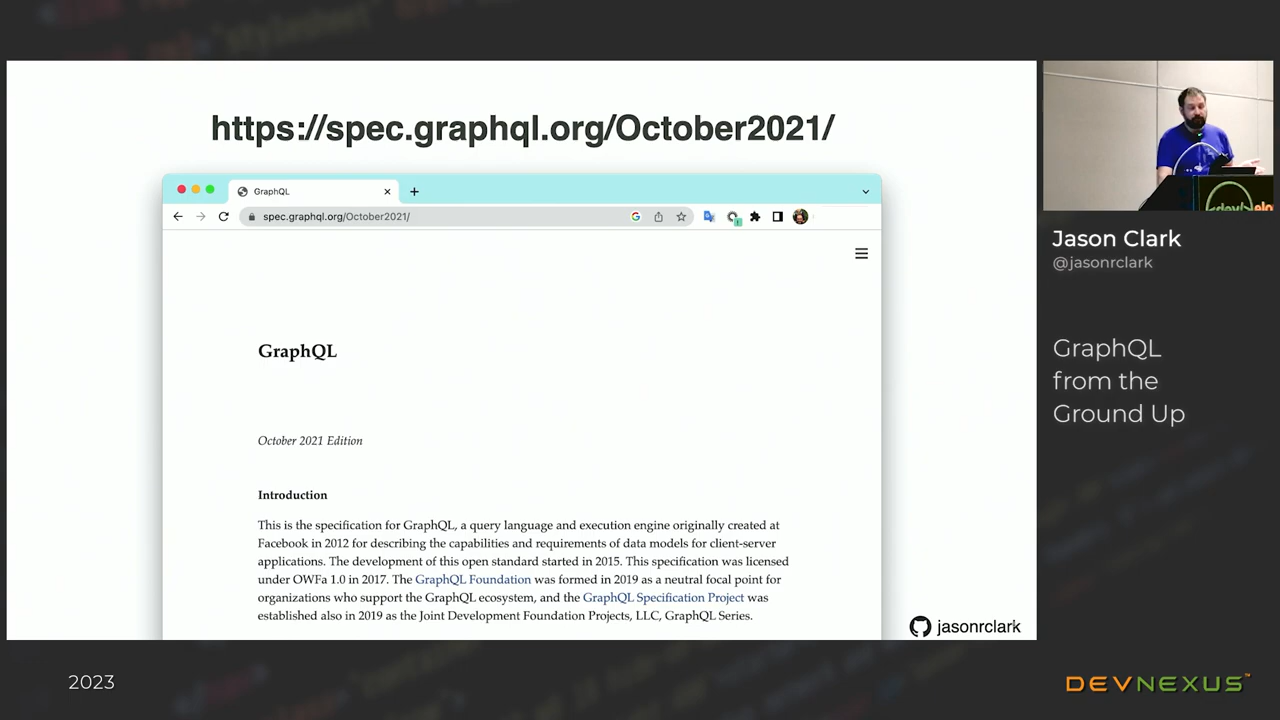 https://spec.graphql.org/October2021/
GraphQL
spec.graphql.org/October2021/
GraphQL
October 2021 Edition
Introduction
This is the specification for GraphQL, a query language and execution engine originally created at
Facebook in 2012 for describing the capabilities and requirements of data models for client-server
applications. The development of this open standard started in 2015. This specification was licensed
under OWFa 1.0 in 2017. The GraphQL Foundation was formed in 2019 as a neutral focal point for
organizations who support the GraphQL ecosystem, and the GraphQL Specification Project was
established also in 2019 as the Joint Development Foundation Projects, LLC, GraphQL Series.
jasonrclark
Jason Clark
@jasonrclark
GraphQL
from the
Ground Up
2023
DEVNEXUS™